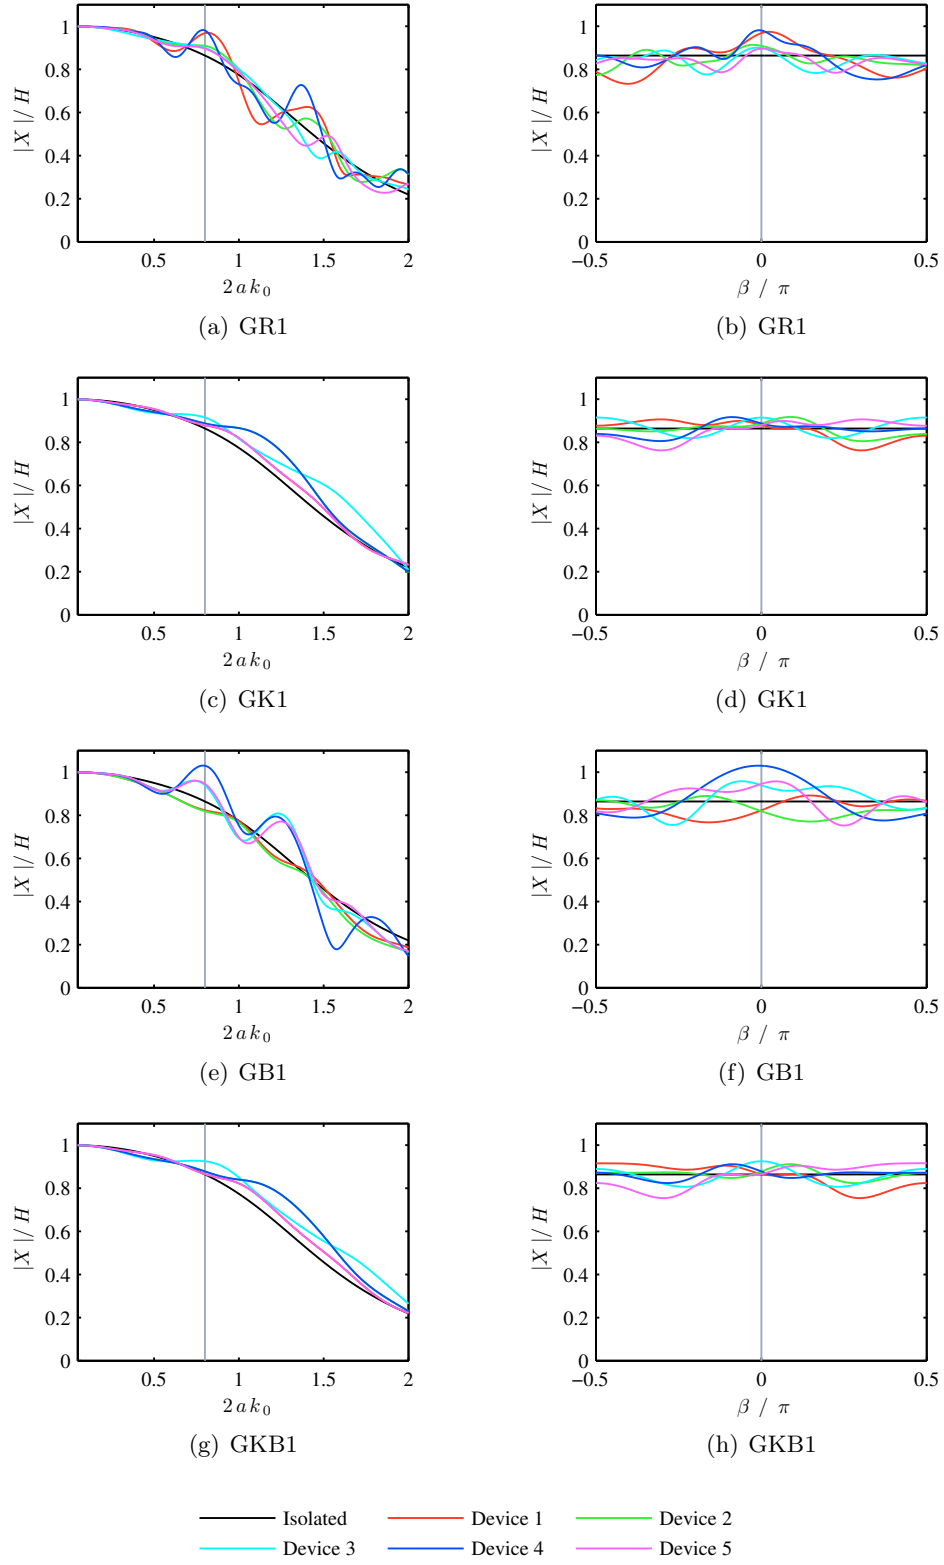 1
0.8
0.6
0.4
0.2
0
|X|/H
0.5
1
1.5
2
2ak₀
(a) GR1
1
0.8
0.6
0.4
0.2
0
|X|/H
−0.5
0
0.5
β / π
(b) GR1
1
0.8
0.6
0.4
0.2
0
|X|/H
0.5
1
1.5
2
2ak₀
(c) GK1
1
0.8
0.6
0.4
0.2
0
|X|/H
−0.5
0
0.5
β / π
(d) GK1
1
0.8
0.6
0.4
0.2
0
|X|/H
0.5
1
1.5
2
2ak₀
(e) GB1
1
0.8
0.6
0.4
0.2
0
|X|/H
−0.5
0
0.5
β / π
(f) GB1
1
0.8
0.6
0.4
0.2
0
|X|/H
0.5
1
1.5
2
2ak₀
(g) GKB1
1
0.8
0.6
0.4
0.2
0
|X|/H
−0.5
0
0.5
β / π
(h) GKB1
Isolated
Device 1
Device 2
Device 3
Device 4
Device 5